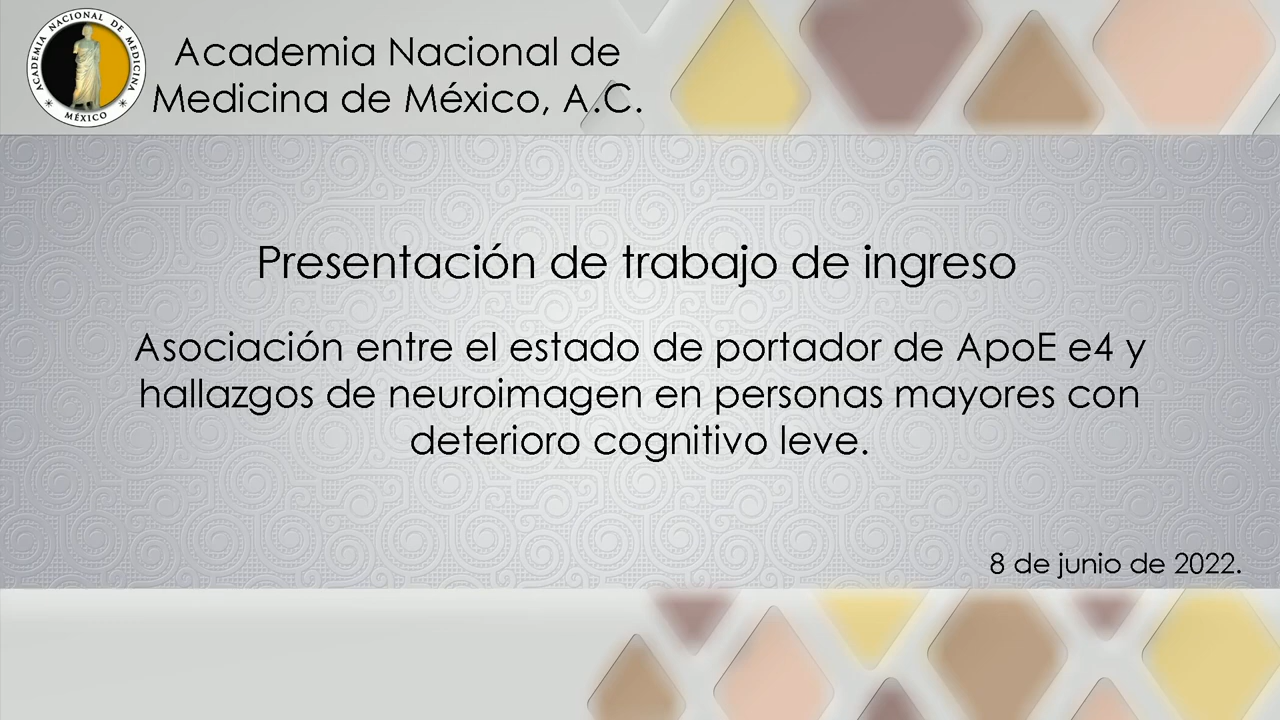 ACADEMIA NACIONAL DE MEDICINA
MÉXICO
Academia Nacional de
Medicina de México, A.C.
Presentación de trabajo de ingreso
Asociación entre el estado de portador de ApoE e4 y
hallazgos de neuroimagen en personas mayores con
deterioro cognitivo leve.
8 de junio de 2022.